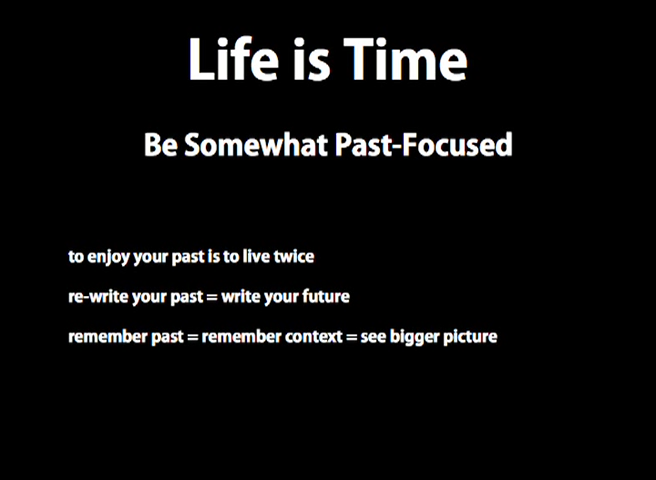 Life is Time
Be Somewhat Past-Focused
to enjoy your past is to live twice
re-write your past = write your future
remember past = remember context = see bigger picture